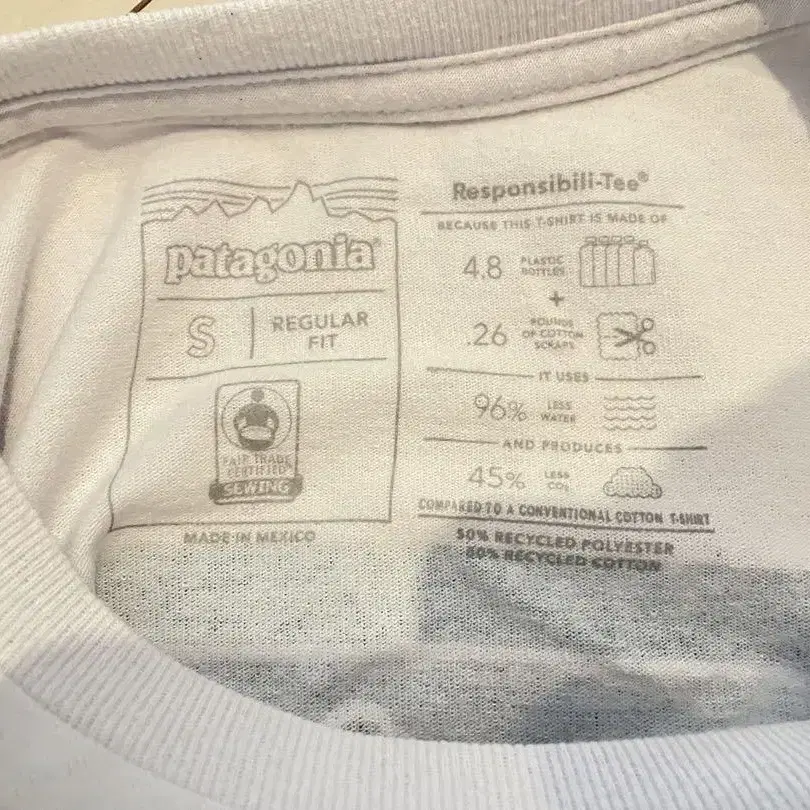 patagonia®
S
REGULAR
FIT
FAIR TRADE
CERTIFIED
SEWING
MADE IN MEXICO
Responsibili-Tee®
BECAUSE THIS T-SHIRT IS MADE OF
4.8 PLASTIC
BOTTLES
+
.26 POUNDS
OF COTTON
SCRAPS
IT USES
96% LESS
WATER
AND PRODUCES
45% LESS
CO₂
COMPARED TO A CONVENTIONAL COTTON T-SHIRT
50% RECYCLED POLYESTER
50% RECYCLED COTTON